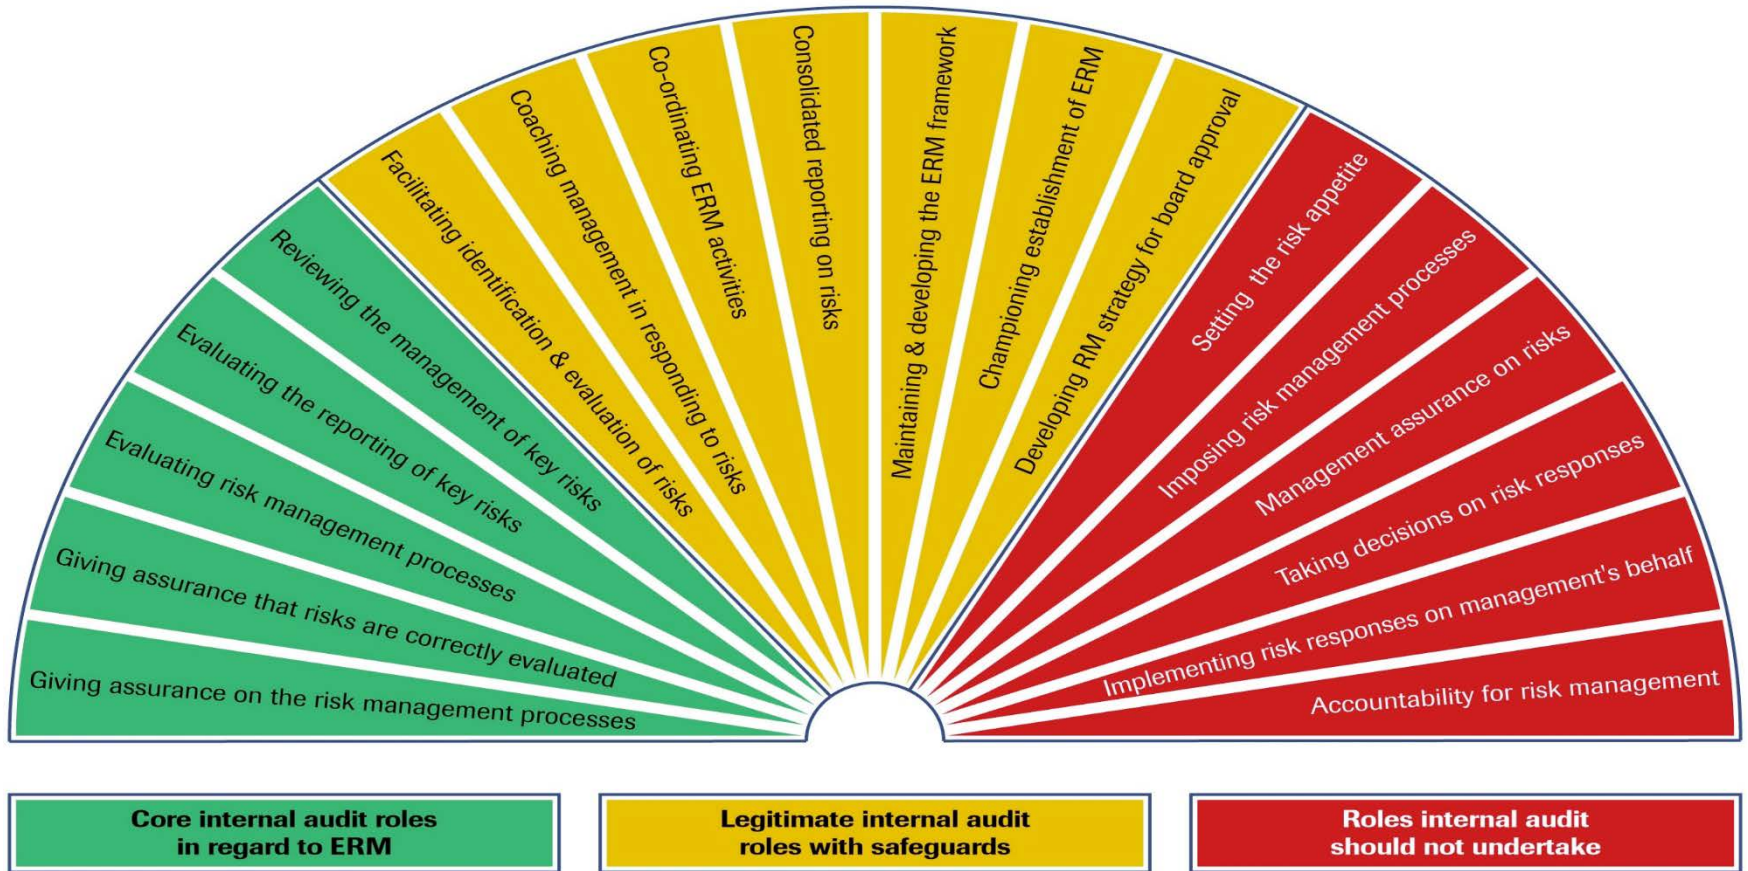 Giving assurance on the risk management processes
Giving assurance that risks are correctly evaluated
Evaluating risk management processes
Evaluating the reporting of key risks
Reviewing the management of key risks
Facilitating identification & evaluation of risks
Coaching management in responding to risks
Co-ordinating ERM activities
Consolidated reporting on risks
Maintaining & developing the ERM framework
Championing establishment of ERM
Developing RM strategy for board approval
Setting the risk appetite
Imposing risk management processes
Management assurance on risks
Taking decisions on risk responses
Implementing risk responses on management's behalf
Accountability for risk management
Core internal audit roles
in regard to ERM
Legitimate internal audit
roles with safeguards
Roles internal audit
should not undertake